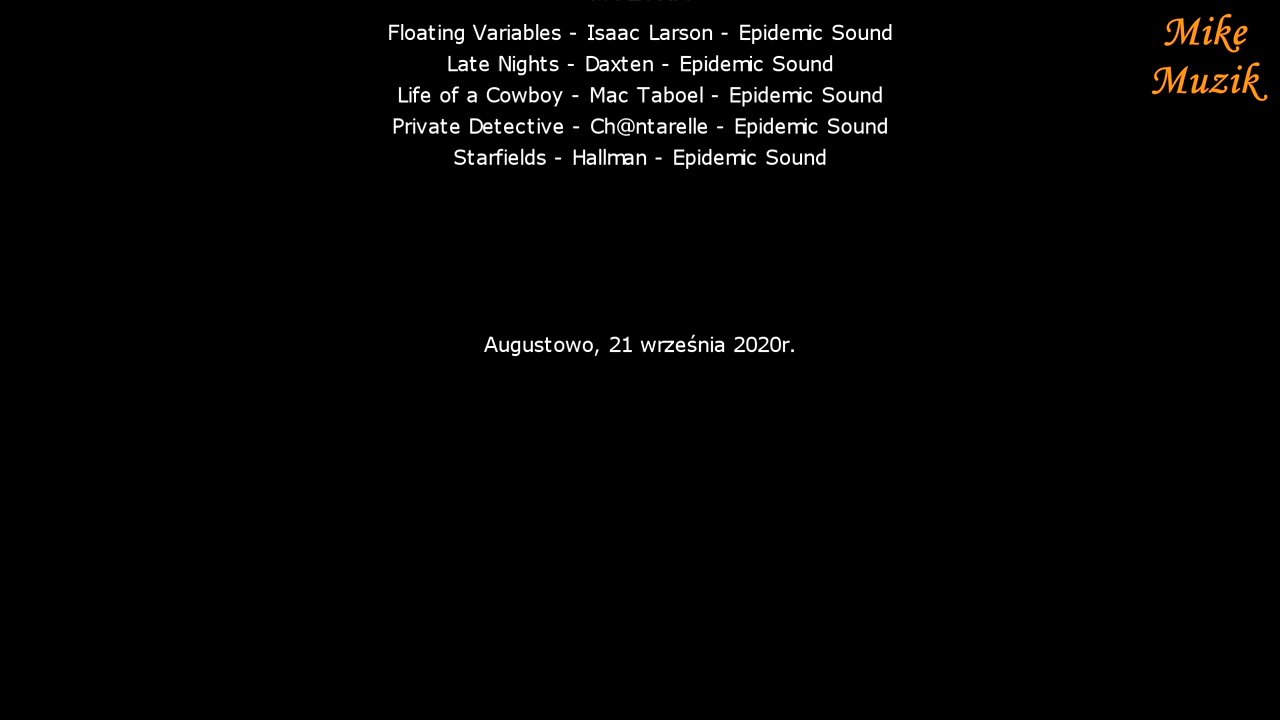 Floating Variables - Isaac Larson - Epidemic Sound
Late Nights - Daxten - Epidemic Sound
Life of a Cowboy - Mac Taboel - Epidemic Sound
Private Detective - Ch@ntarelle - Epidemic Sound
Starfields - Hallman - Epidemic Sound
Augustowo, 21 września 2020r.
Mike
Muzik